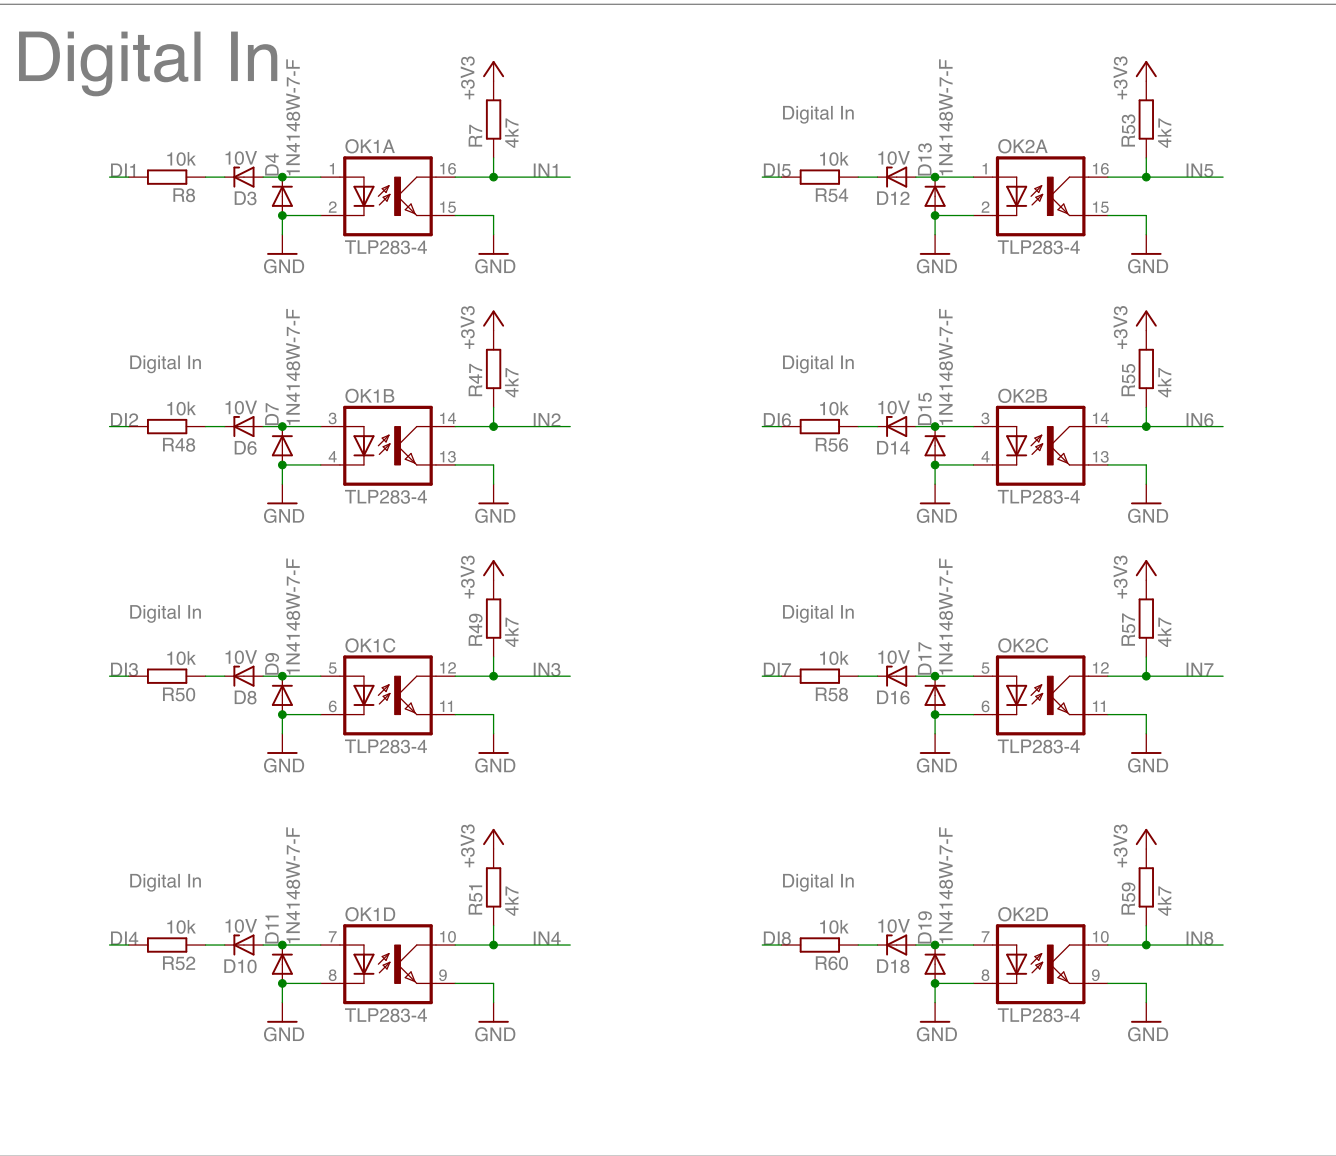 Digital In
DI1
10k
R8
10V
D3
D4
1N4148W-7-F
GND
OK1A
1
2
16
15
TLP283-4
+3V3
R7
4k7
IN1
GND
Digital In
DI5
10k
R54
10V
D12
D13
1N4148W-7-F
GND
OK2A
1
2
16
15
TLP283-4
+3V3
R53
4k7
IN5
GND
Digital In
DI2
10k
R48
10V
D6
D7
1N4148W-7-F
GND
OK1B
3
4
14
13
TLP283-4
+3V3
R47
4k7
IN2
GND
Digital In
DI6
10k
R56
10V
D14
D15
1N4148W-7-F
GND
OK2B
3
4
14
13
TLP283-4
+3V3
R55
4k7
IN6
GND
Digital In
DI3
10k
R50
10V
D8
D9
1N4148W-7-F
GND
OK1C
5
6
12
11
TLP283-4
+3V3
R49
4k7
IN3
GND
Digital In
DI7
10k
R58
10V
D16
D17
1N4148W-7-F
GND
OK2C
5
6
12
11
TLP283-4
+3V3
R57
4k7
IN7
GND
Digital In
DI4
10k
R52
10V
D10
D11
1N4148W-7-F
GND
OK1D
7
8
10
9
TLP283-4
+3V3
R51
4k7
IN4
GND
Digital In
DI8
10k
R60
10V
D18
D19
1N4148W-7-F
GND
OK2D
7
8
10
9
TLP283-4
+3V3
R59
4k7
IN8
GND